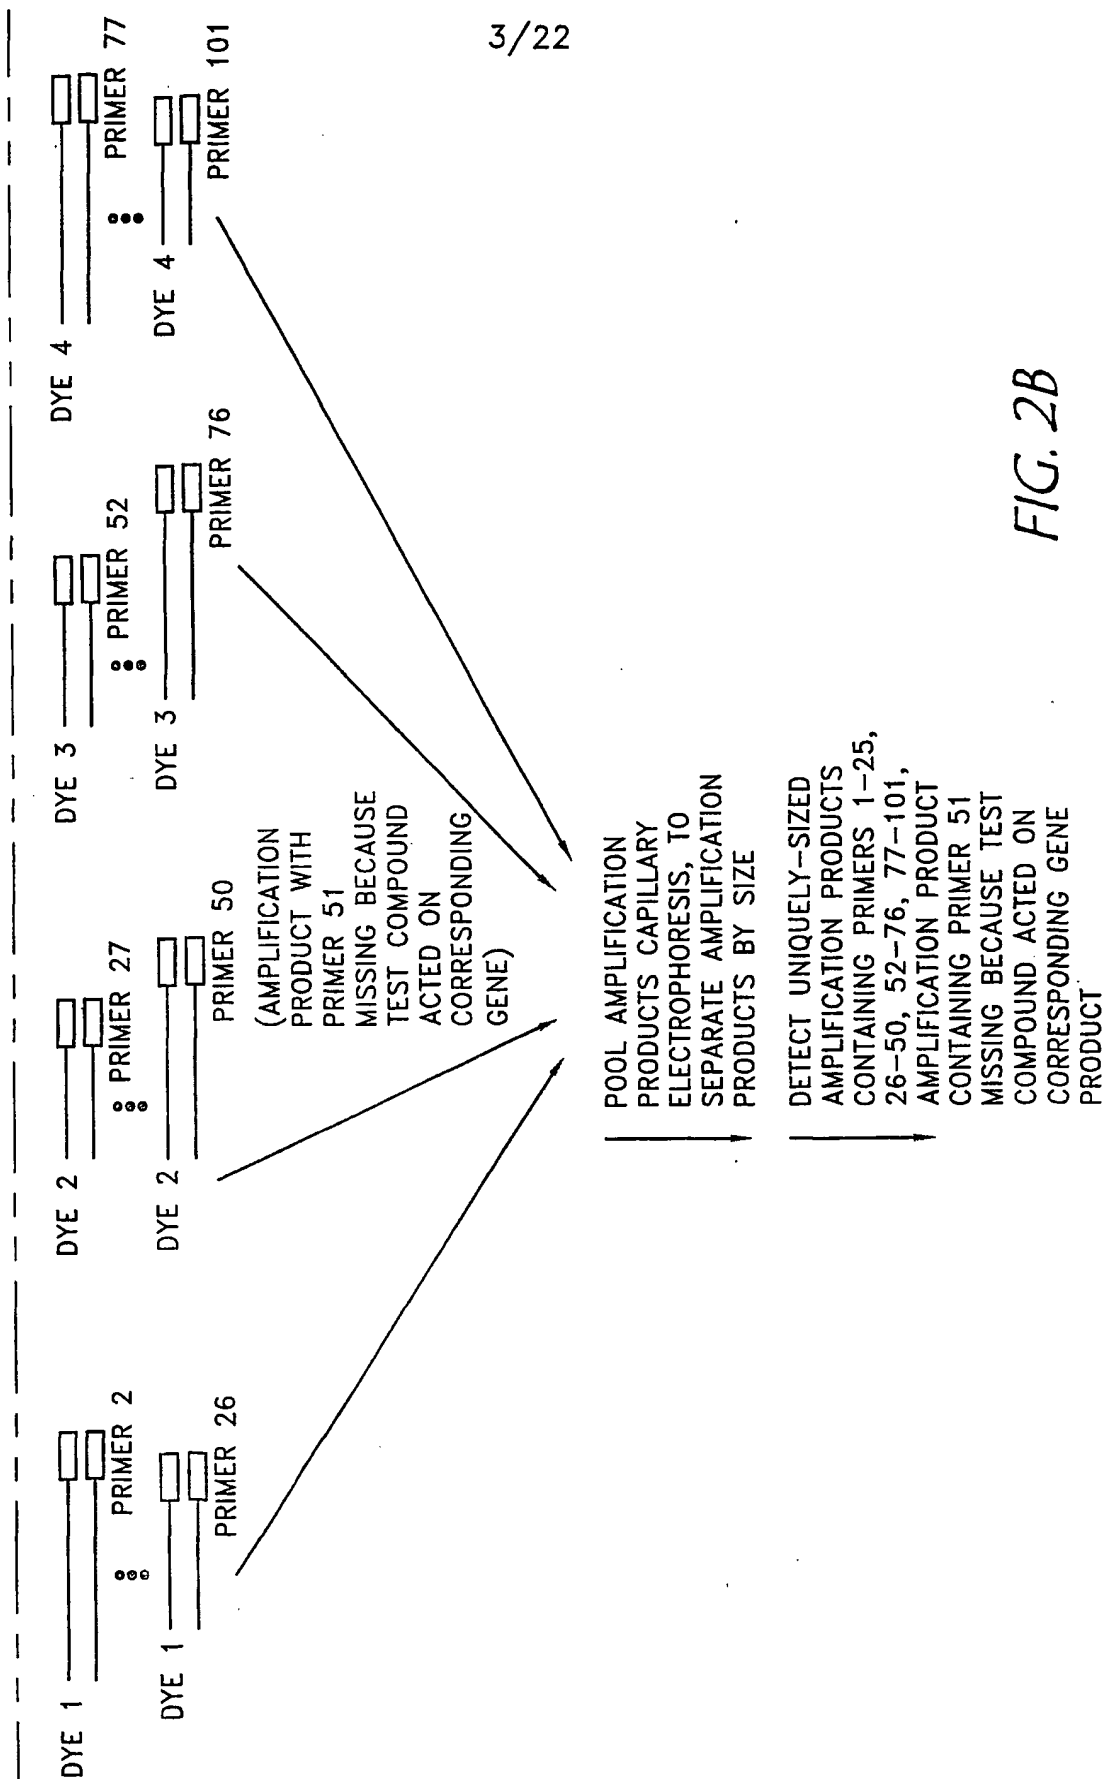 3/22
DYE 1
PRIMER 2
DYE 1
PRIMER 26
DYE 2
PRIMER 27
DYE 2
PRIMER 50
(AMPLIFICATION
PRODUCT WITH
PRIMER 51
MISSING BECAUSE
TEST COMPOUND
ACTED ON
CORRESPONDING
GENE)
DYE 3
PRIMER 52
DYE 3
PRIMER 76
DYE 4
PRIMER 77
DYE 4
PRIMER 101
POOL AMPLIFICATION
PRODUCTS CAPILLARY
ELECTROPHORESIS, TO
SEPARATE AMPLIFICATION
PRODUCTS BY SIZE
DETECT UNIQUELY-SIZED
AMPLIFICATION PRODUCTS
CONTAINING PRIMERS 1-25,
26-50, 52-76, 77-101,
AMPLIFICATION PRODUCT
CONTAINING PRIMER 51
MISSING BECAUSE TEST
COMPOUND ACTED ON
CORRESPONDING GENE
PRODUCT
FIG. 2B